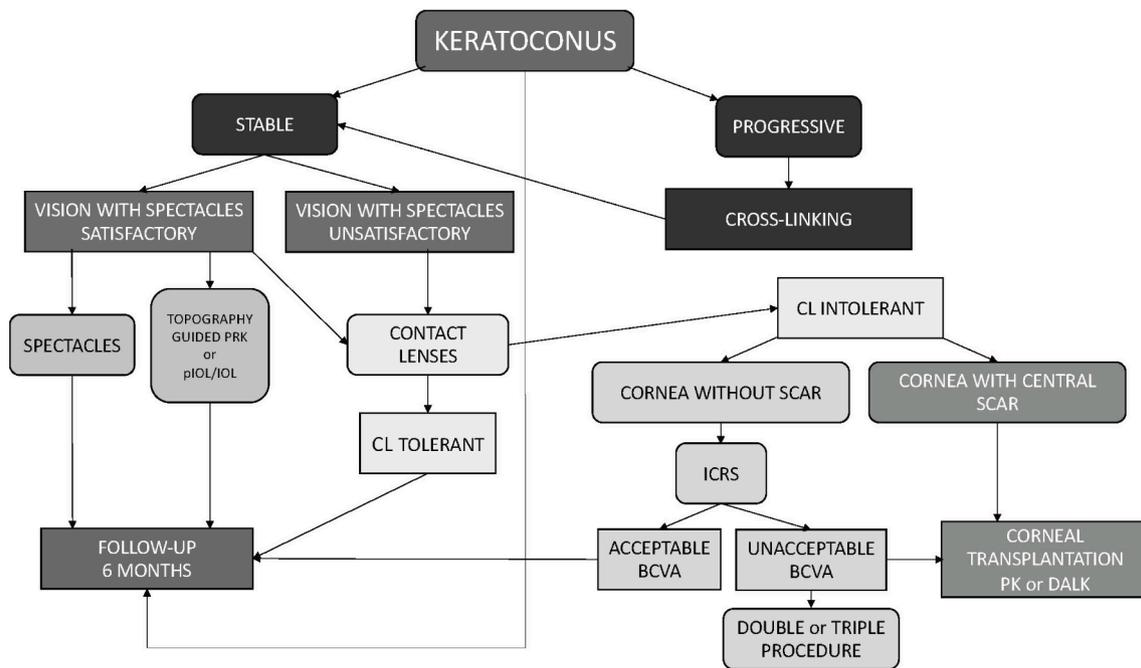 KERATOCONUS
STABLE
PROGRESSIVE
VISION WITH SPECTACLES
SATISFACTORY
VISION WITH SPECTACLES
UNSATISFACTORY
CROSS-LINKING
SPECTACLES
TOPOGRAPHY
GUIDED PRK
or
pIOL/IOL
CONTACT
LENSES
CL INTOLERANT
CL TOLERANT
CORNEA WITHOUT SCAR
CORNEA WITH CENTRAL
SCAR
ICRS
FOLLOW-UP
6 MONTHS
ACCEPTABLE
BCVA
UNACCEPTABLE
BCVA
CORNEAL
TRANSPLANTATION
PK or DALK
DOUBLE or TRIPLE
PROCEDURE